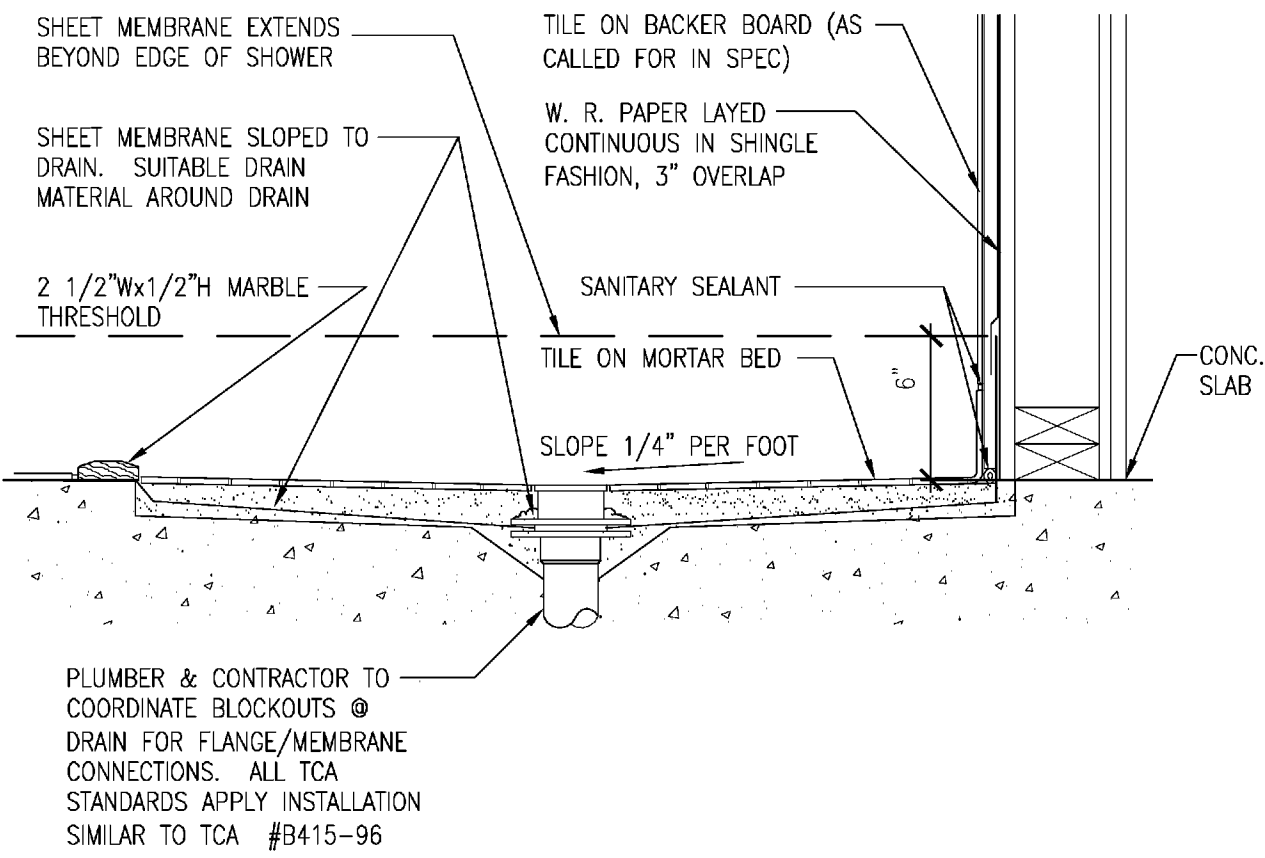 SHEET MEMBRANE EXTENDS
BEYOND EDGE OF SHOWER
SHEET MEMBRANE SLOPED TO
DRAIN. SUITABLE DRAIN
MATERIAL AROUND DRAIN
2 1/2"Wx1/2"H MARBLE
THRESHOLD
TILE ON BACKER BOARD (AS
CALLED FOR IN SPEC)
W. R. PAPER LAYED
CONTINUOUS IN SHINGLE
FASHION, 3" OVERLAP
SANITARY SEALANT
TILE ON MORTAR BED
6"
SLOPE 1/4" PER FOOT
CONC.
SLAB
PLUMBER & CONTRACTOR TO
COORDINATE BLOCKOUTS @
DRAIN FOR FLANGE/MEMBRANE
CONNECTIONS. ALL TCA
STANDARDS APPLY INSTALLATION
SIMILAR TO TCA #B415-96